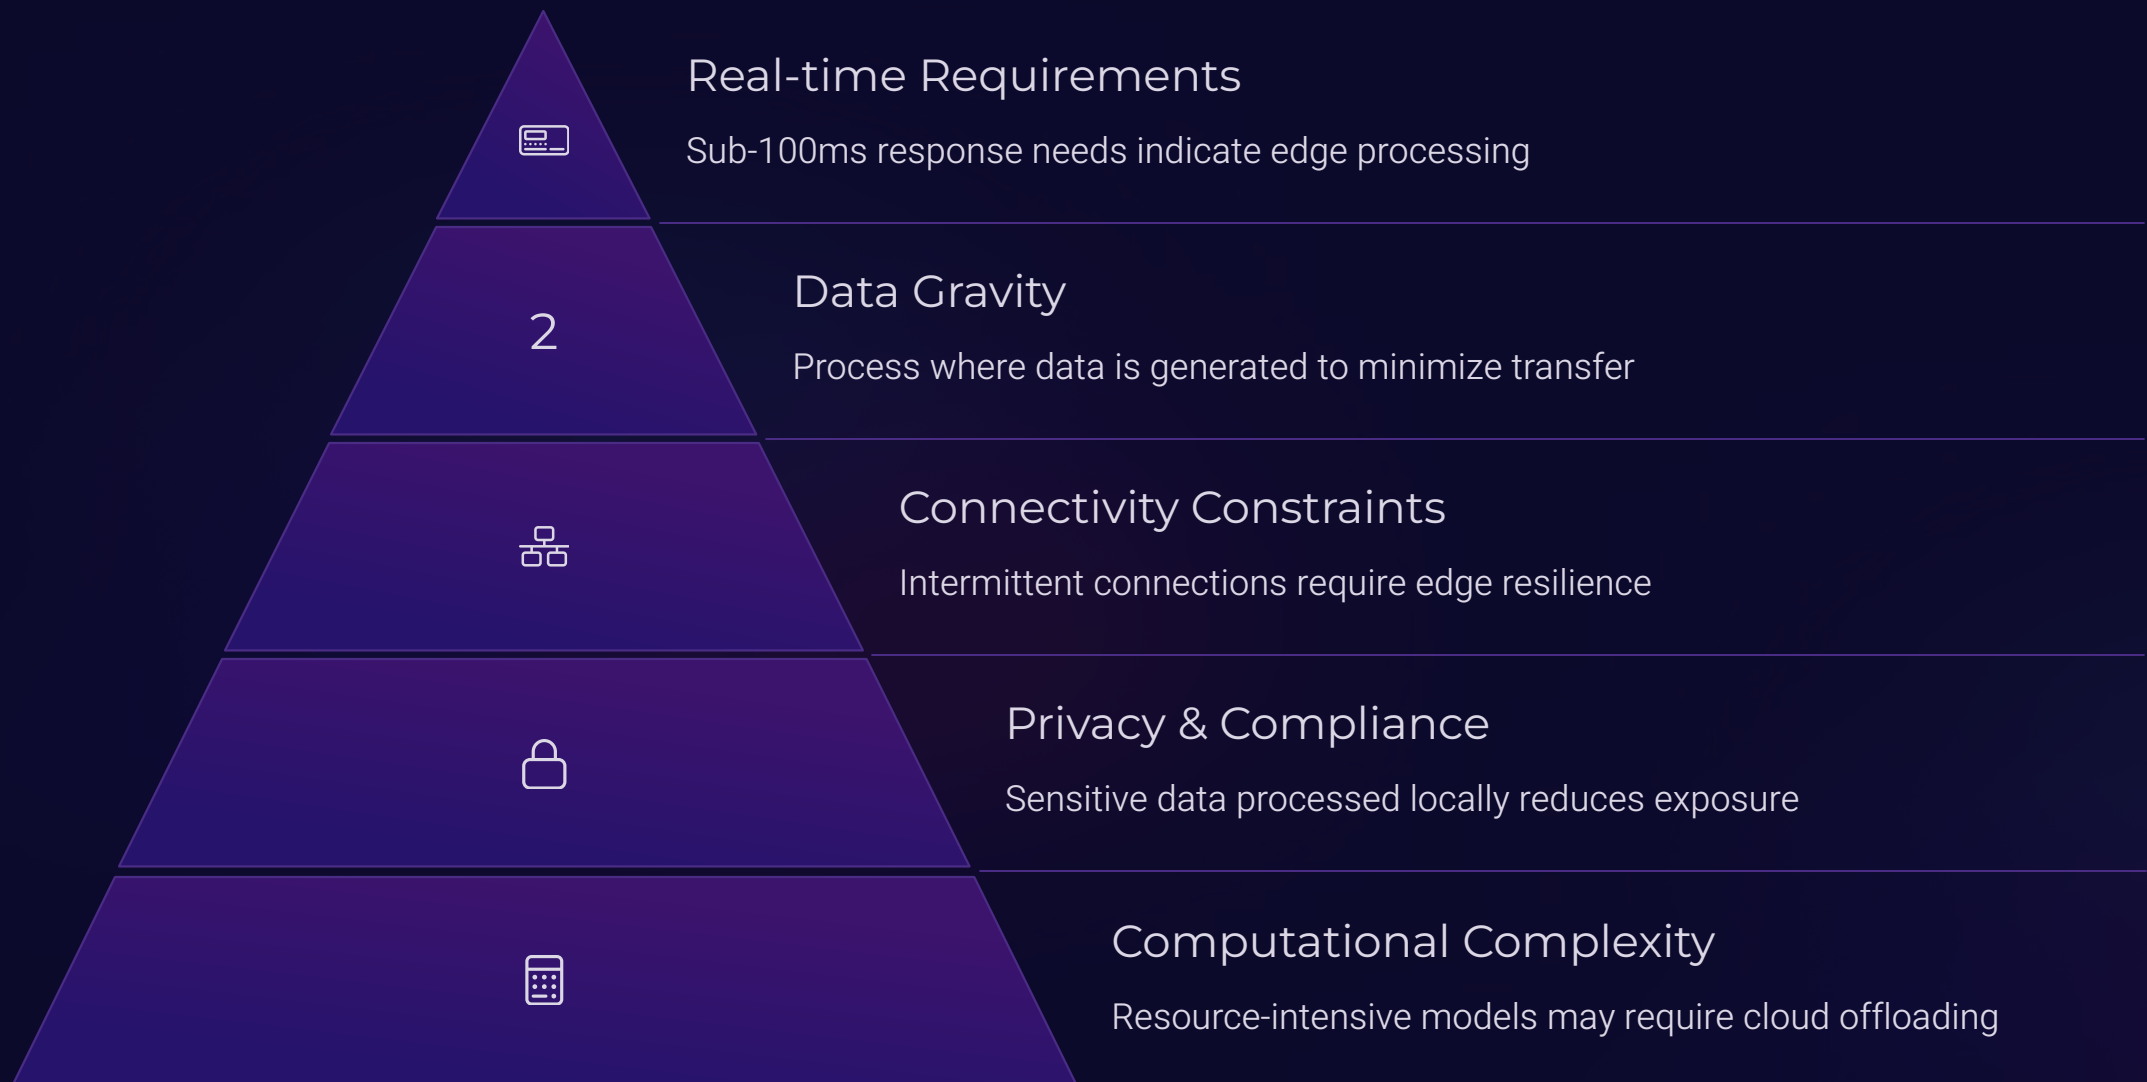 Real-time Requirements
Sub-100ms response needs indicate edge processing
2
Data Gravity
Process where data is generated to minimize transfer
Connectivity Constraints
Intermittent connections require edge resilience
Privacy & Compliance
Sensitive data processed locally reduces exposure
Computational Complexity
Resource-intensive models may require cloud offloading